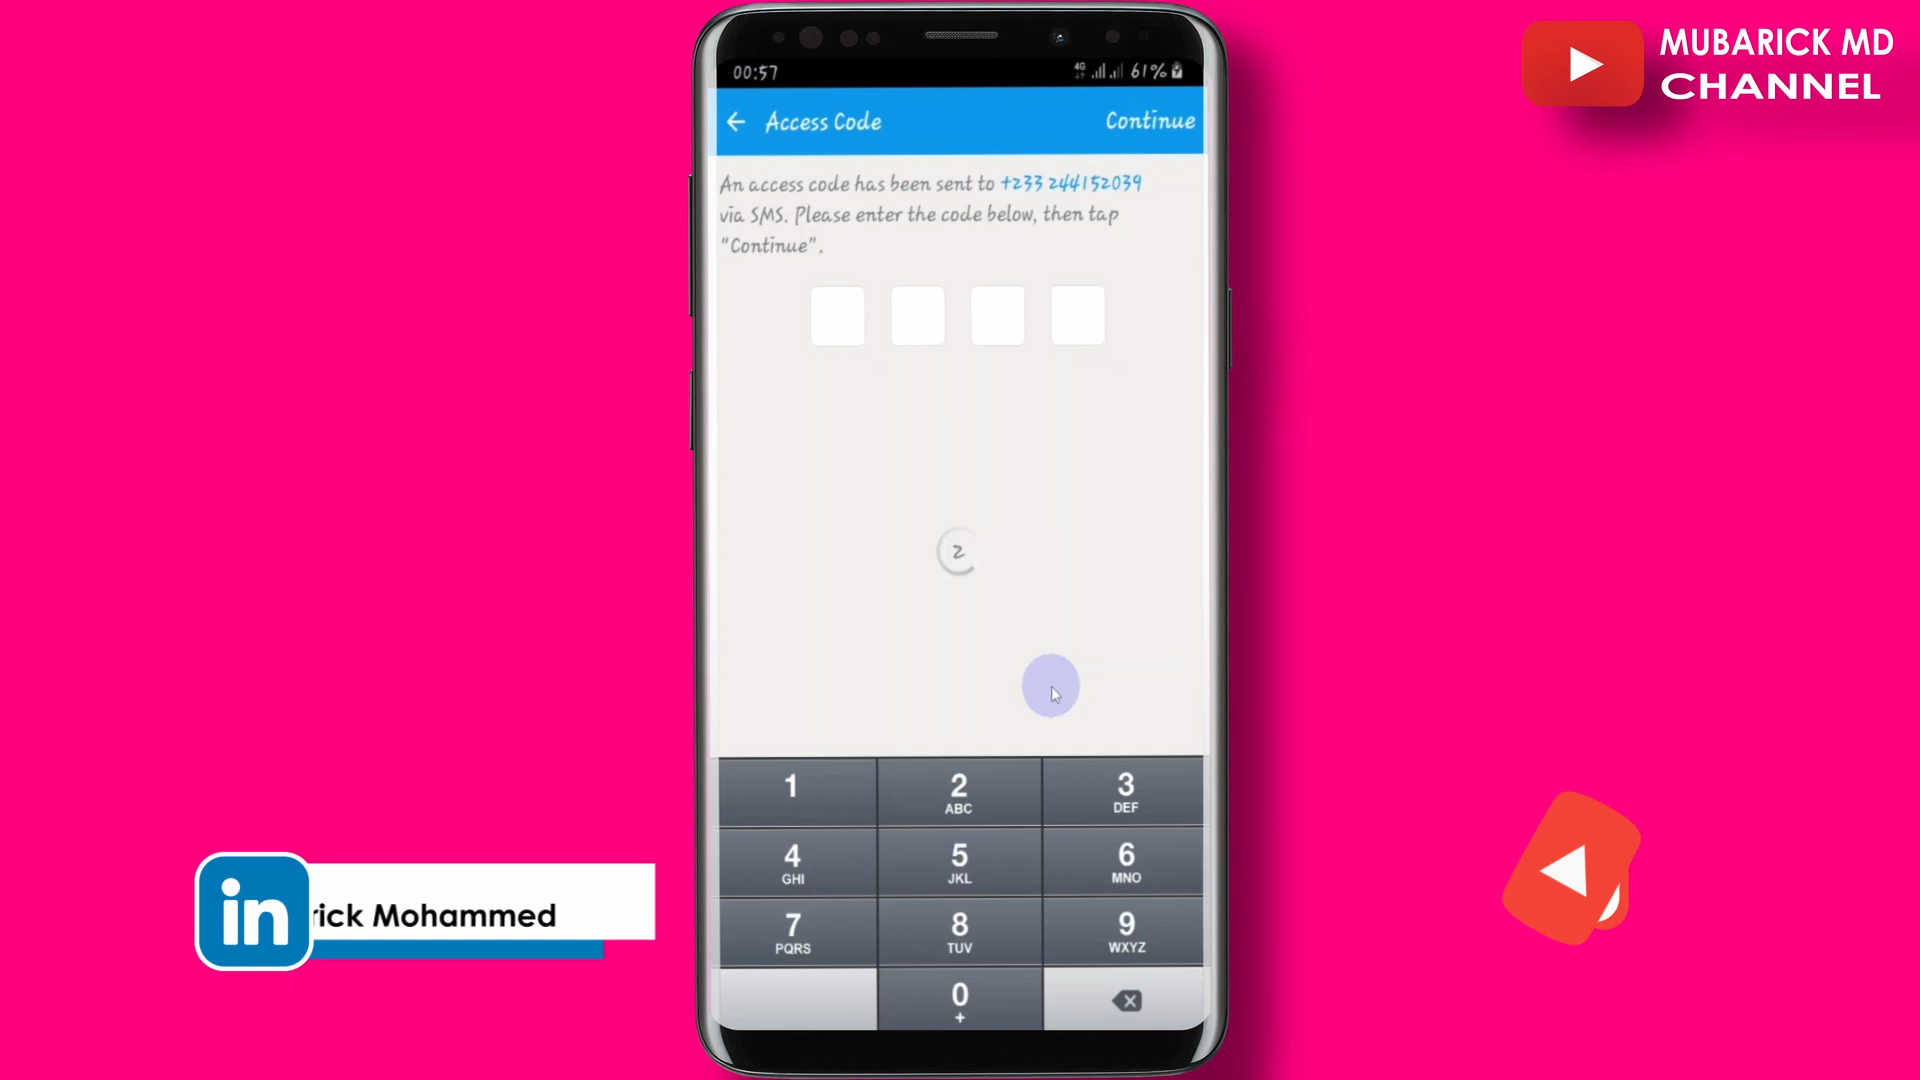 MUBARICK MD
CHANNEL
00:57
4G
61%
Access Code
Continue
An access code has been sent to +233 244152039
via SMS. Please enter the code below, then tap
"Continue".
2
1
2
ABC
3
DEF
4
GHI
5
JKL
6
MNO
7
PQRS
8
TUV
9
WXYZ
0
+
in
rick Mohammed